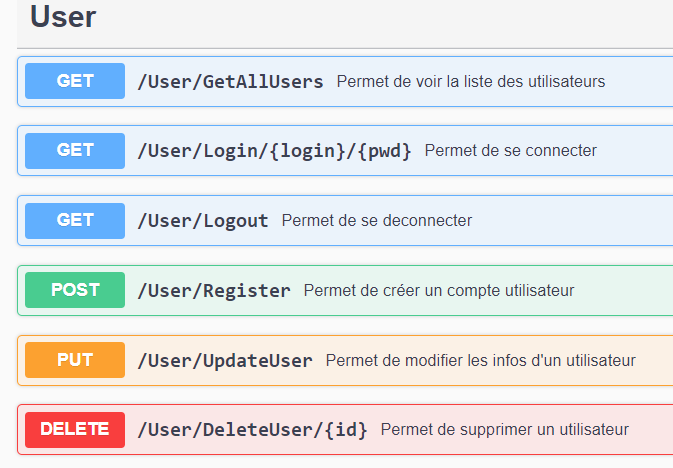 User
GET /User/GetAllUsers Permet de voir la liste des utilisateurs
GET /User/Login/{login}/{pwd} Permet de se connecter
GET /User/Logout Permet de se deconnecter
POST /User/Register Permet de créer un compte utilisateur
PUT /User/UpdateUser Permet de modifier les infos d'un utilisateur
DELETE /User/DeleteUser/{id} Permet de supprimer un utilisateur